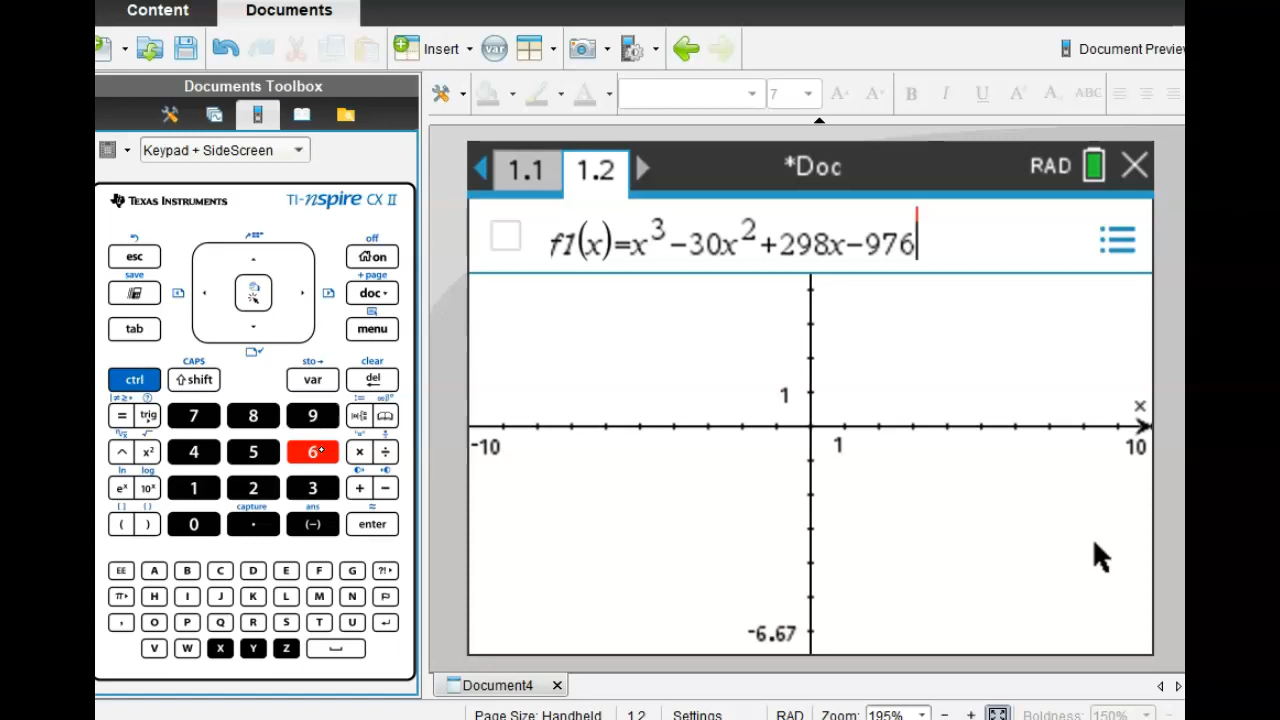 Content Documents
Insert var Document Preview
Documents Toolbox
7 A A B I U A A ABC
Keypad + SideScreen
1.1 1.2 *Doc RAD
TEXAS INSTRUMENTS TI-nspire CX II
f1(x)=x³−30x²+298x−976
esc off on
save + page
doc
tab menu
CAPS sto→ clear
ctrl shift var del
= trig 7 8 9
^ x² 4 5 6 × ÷
ln log
eˣ 10ˣ 1 2 3 + −
capture ans ≈
( ) 0 . (−) enter
EE A B C D E F G ?!
π H I J K L M N
, O P Q R S T U
V W X Y Z
1
x
-10 1 10
-6.67
Document4
Page Size: Handheld 1.2 Settings RAD Zoom: 195% − + Boldness: 150%